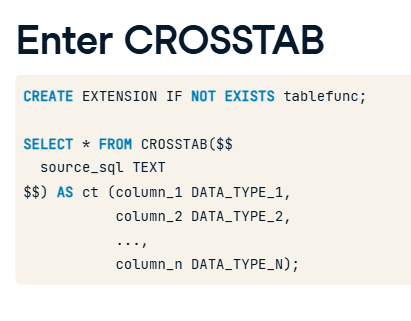 Enter CROSSTAB
CREATE EXTENSION IF NOT EXISTS tablefunc;
SELECT * FROM CROSSTAB($$
  source_sql TEXT
$$) AS ct (column_1 DATA_TYPE_1,
           column_2 DATA_TYPE_2,
           ...,
           column_n DATA_TYPE_N);